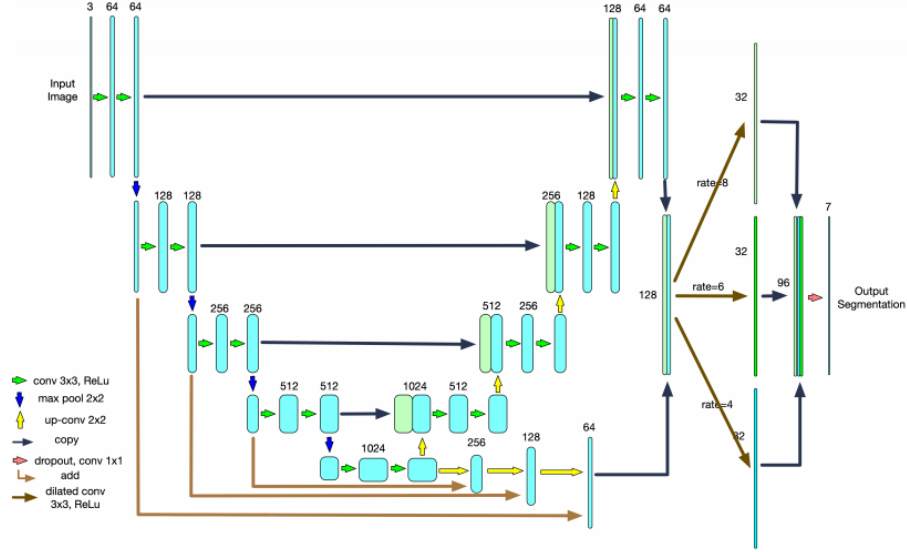 3 64 64
128 64 64
Input
Image
32
rate=8
128 128
256 128
7
32
128
rate=6
96
Output
Segmentation
256 256
512 256
conv 3x3, ReLu
max pool 2x2
up-conv 2x2
copy
dropout, conv 1x1
add
dilated conv
3x3, ReLu
512 512
1024 512
rate=4
32
1024
256
128
64